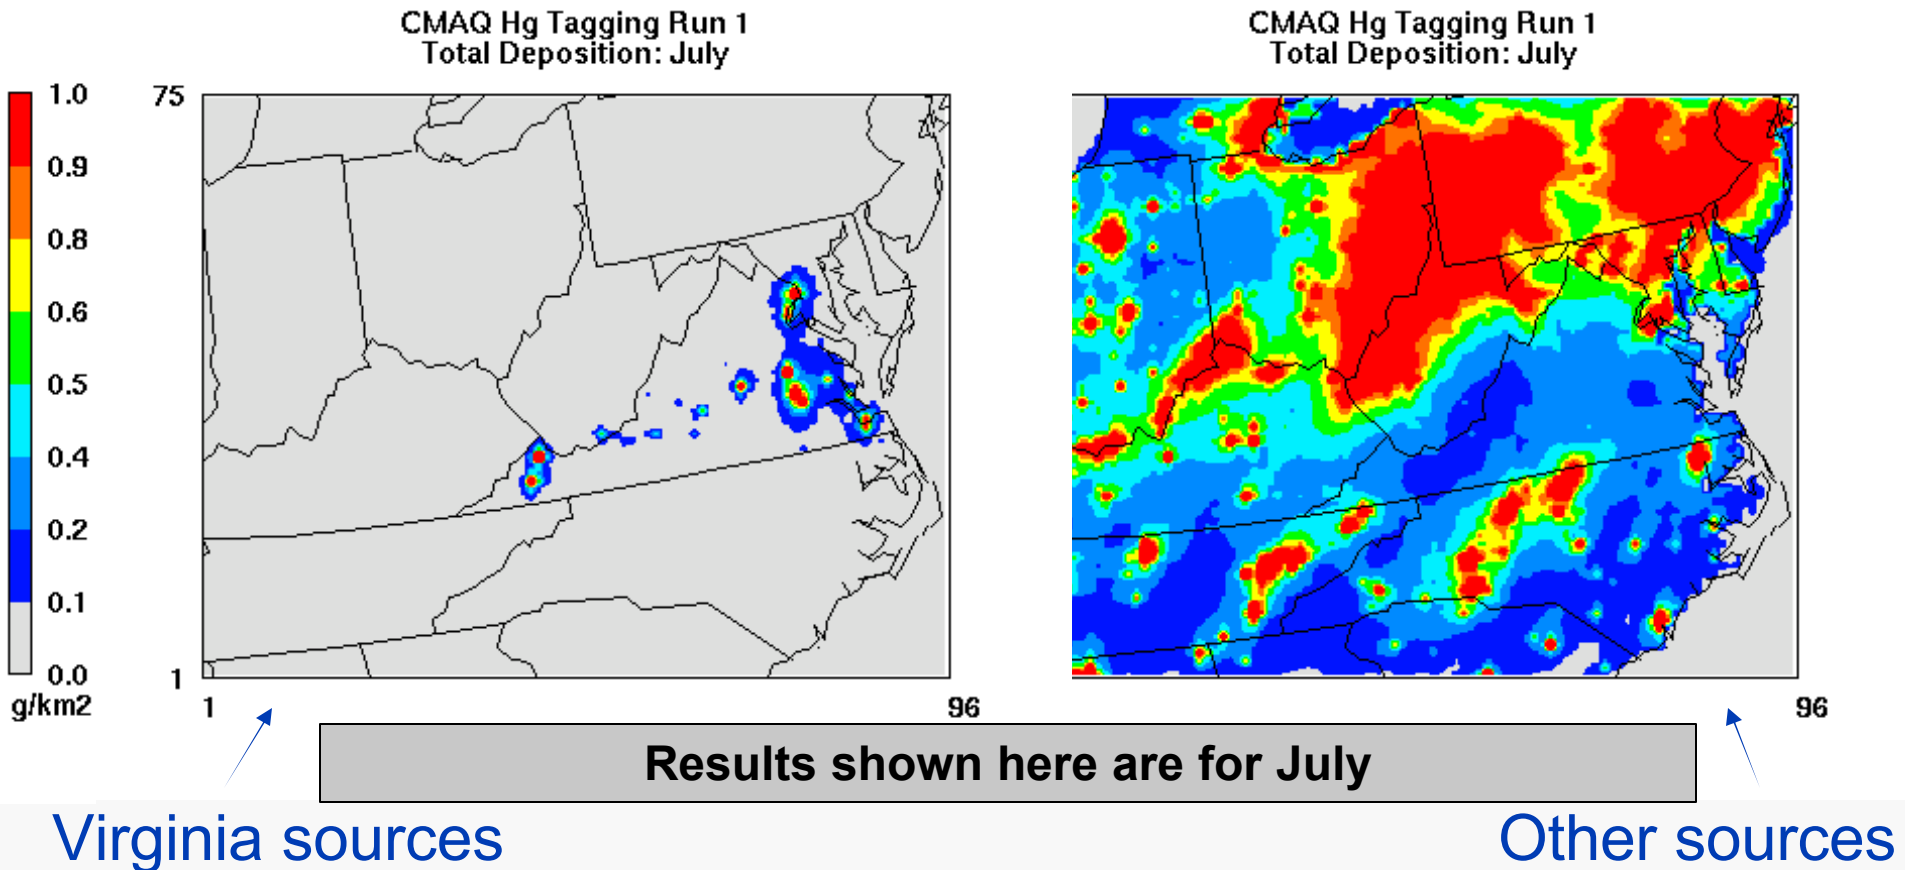 CMAQ Hg Tagging Run 1
Total Deposition: July
CMAQ Hg Tagging Run 1
Total Deposition: July
1.0
0.9
0.8
0.6
0.5
0.4
0.2
0.1
0.0
g/km2
75
1
1
96
96
Results shown here are for July
Virginia sources
Other sources